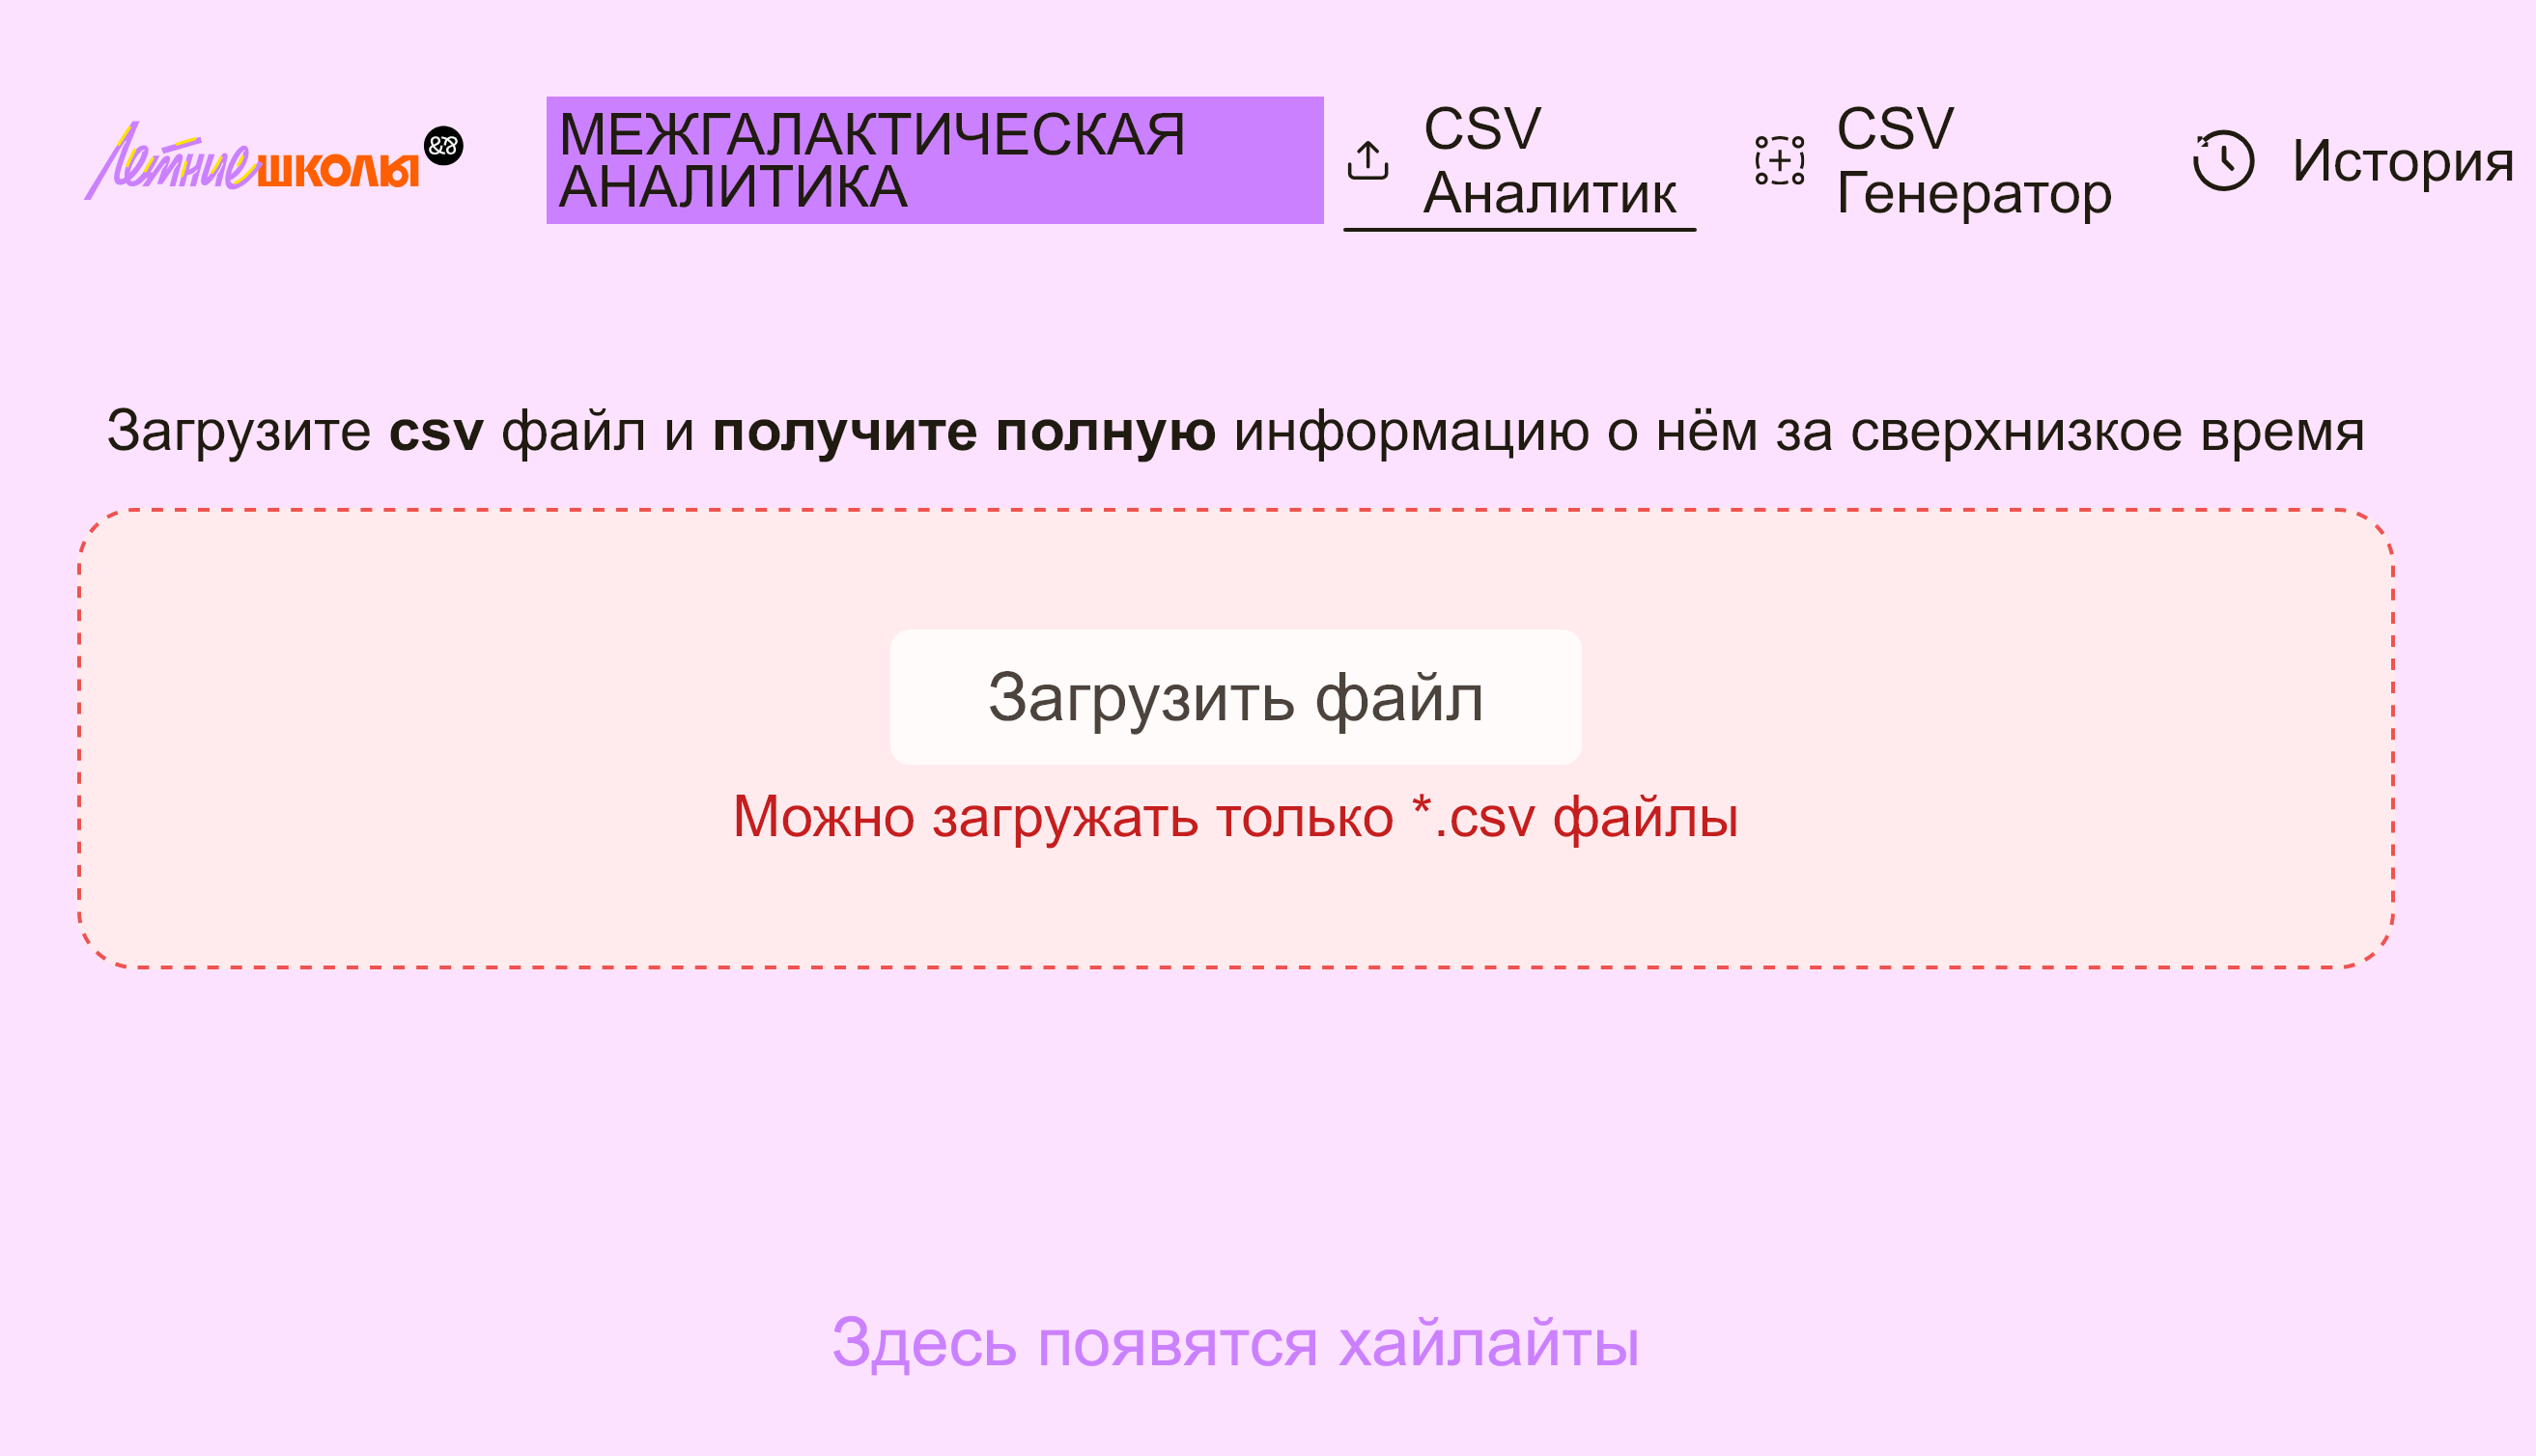 Летние школы
МЕЖГАЛАКТИЧЕСКАЯ
АНАЛИТИКА
CSV
Аналитик
CSV
Генератор
История
Загрузите csv файл и получите полную информацию о нём за сверхнизкое время
Загрузить файл
Можно загружать только *.csv файлы
Здесь появятся хайлайты